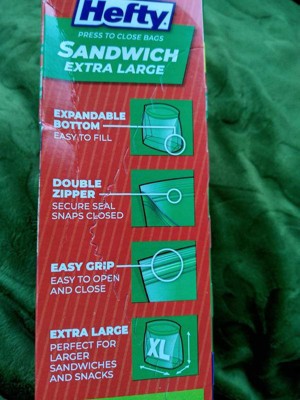 Hefty
PRESS TO CLOSE BAGS
SANDWICH
EXTRA LARGE
EXPANDABLE
BOTTOM
EASY TO FILL
DOUBLE
ZIPPER
SECURE SEAL
SNAPS CLOSED
EASY GRIP
EASY TO OPEN
AND CLOSE
EXTRA LARGE
PERFECT FOR
LARGER
SANDWICHES
AND SNACKS
XL